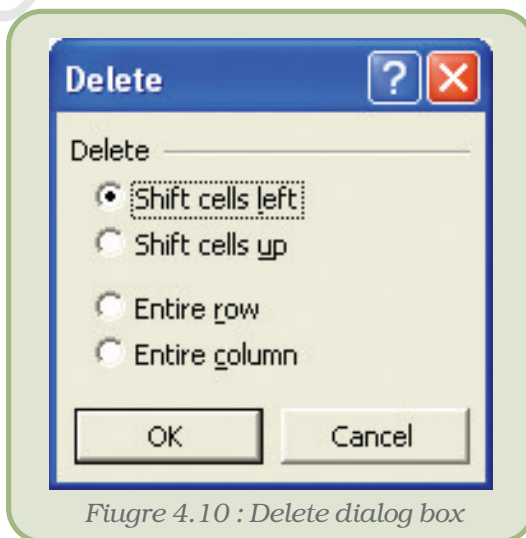 Delete
Delete
Shift cells left
Shift cells up
Entire row
Entire column
OK Cancel
Fiugre 4.10 : Delete dialog box